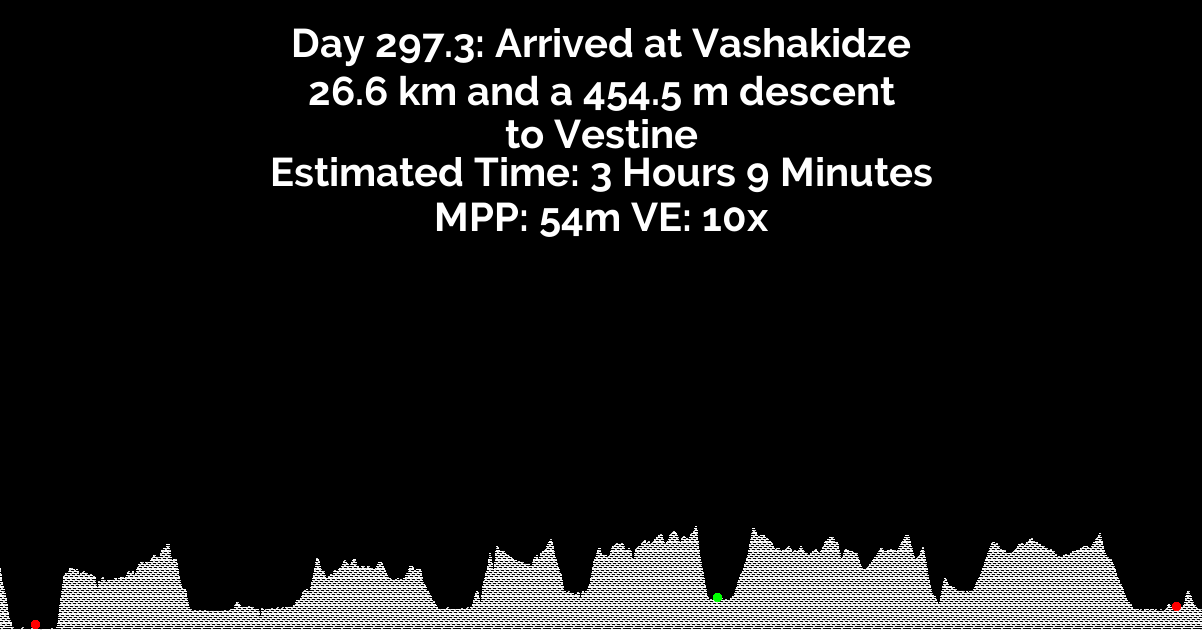 Day 297.3: Arrived at Vashakidze
26.6 km and a 454.5 m descent
to Vestine
Estimated Time: 3 Hours 9 Minutes
MPP: 54m VE: 10x